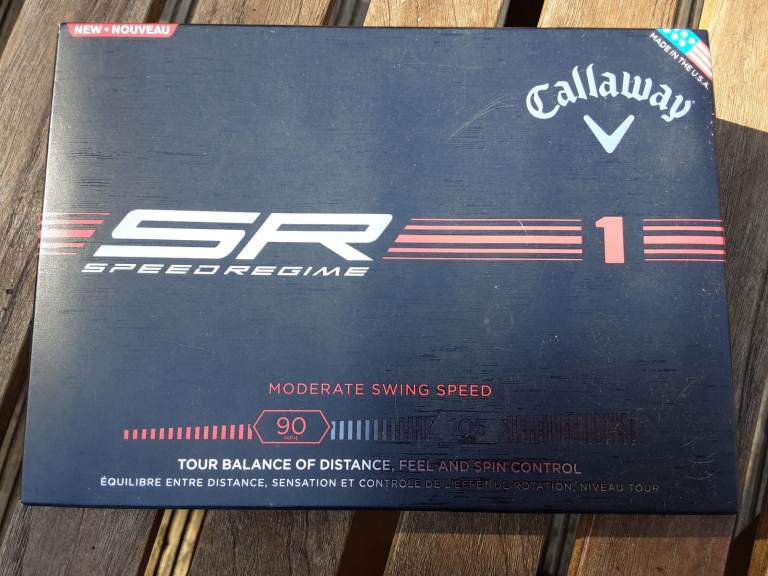 NEW • NOUVEAU
MADE IN THE U.S.A.
Callaway
SR 1
SPEED REGIME
MODERATE SWING SPEED
90 105
MPH
TOUR BALANCE OF DISTANCE, FEEL AND SPIN CONTROL
ÉQUILIBRE ENTRE DISTANCE, SENSATION ET CONTRÔLE DE L'EFFET DE ROTATION, NIVEAU TOUR